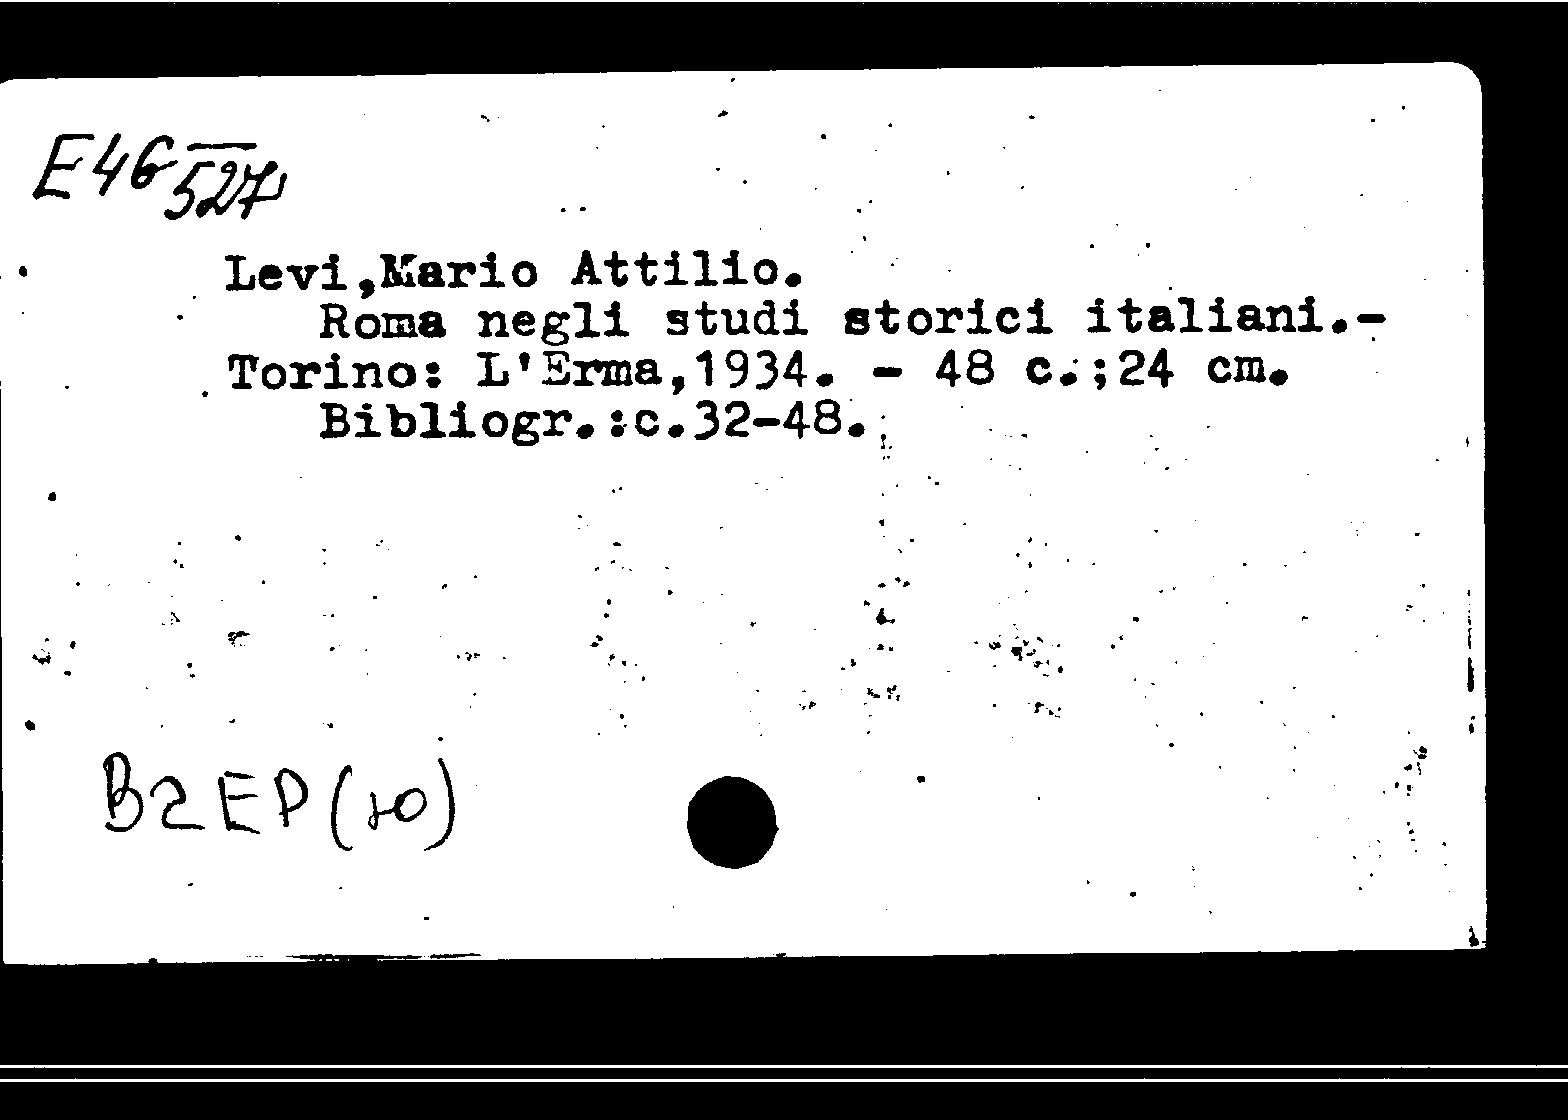 E46 527
Levi,Mario Attilio.
Roma negli studi storici italiani.-
Torino: L'Erma,1934. - 48 c.;24 cm.
Bibliogr.:c.32-48.
B2EP(ю)